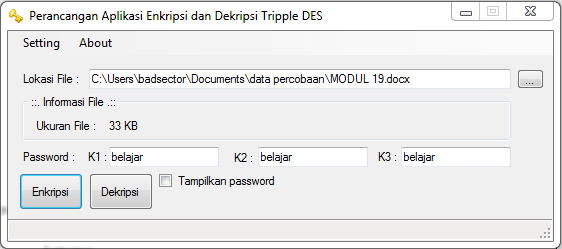 Perancangan Aplikasi Enkripsi dan Dekripsi Tripple DES
Setting About
Lokasi File : C:\Users\badsector\Documents\data percobaan\MODUL 19.docx ...
::. Informasi File .::
Ukuran File : 33 KB
Password : K1 : belajar K2 : belajar K3 : belajar
Enkripsi Dekripsi Tampilkan password